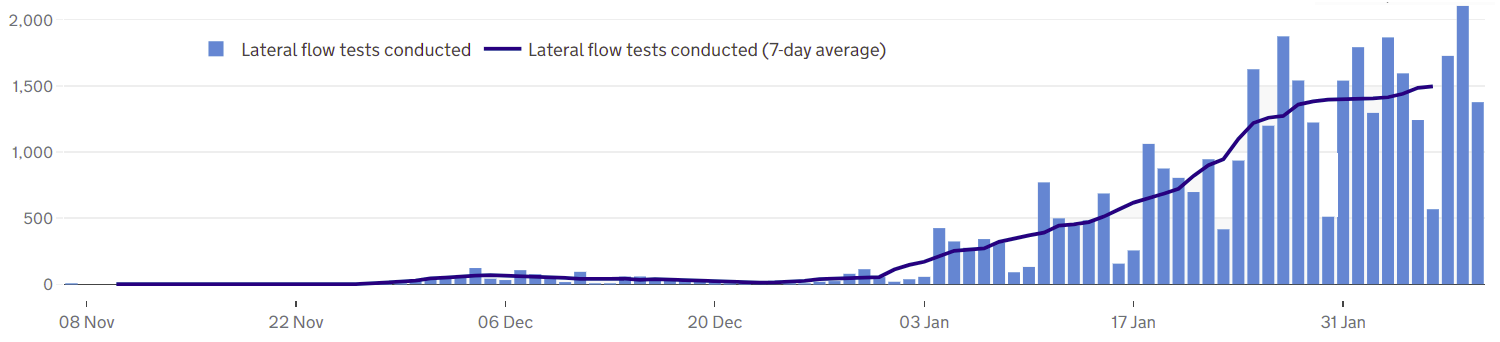 2,000
Lateral flow tests conducted Lateral flow tests conducted (7-day average)
1,500
1,000
500
0
08 Nov 22 Nov 06 Dec 20 Dec 03 Jan 17 Jan 31 Jan